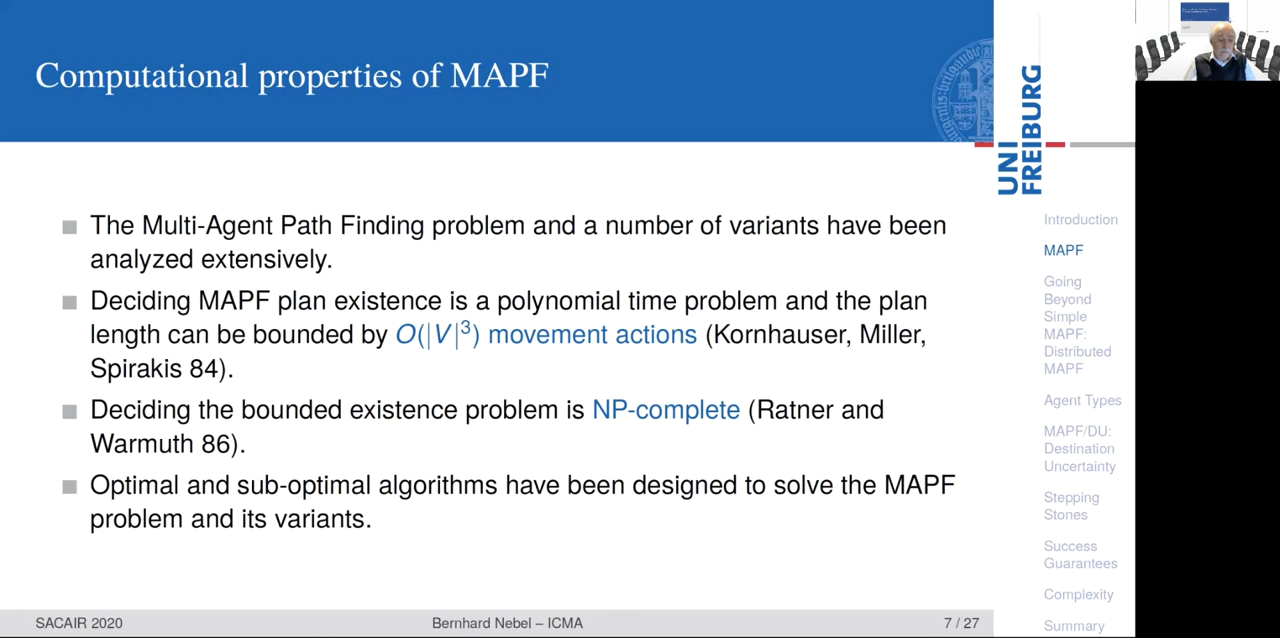 Computational properties of MAPF
UNI
FREIBURG
■ The Multi-Agent Path Finding problem and a number of variants have been
analyzed extensively.
■ Deciding MAPF plan existence is a polynomial time problem and the plan
length can be bounded by O(|V|³) movement actions (Kornhauser, Miller,
Spirakis 84).
■ Deciding the bounded existence problem is NP-complete (Ratner and
Warmuth 86).
■ Optimal and sub-optimal algorithms have been designed to solve the MAPF
problem and its variants.
Introduction
MAPF
Going
Beyond
Simple
MAPF:
Distributed
MAPF
Agent Types
MAPF/DU:
Destination
Uncertainty
Stepping
Stones
Success
Guarantees
Complexity
Summary
SACAIR 2020
Bernhard Nebel – ICMA
7 / 27